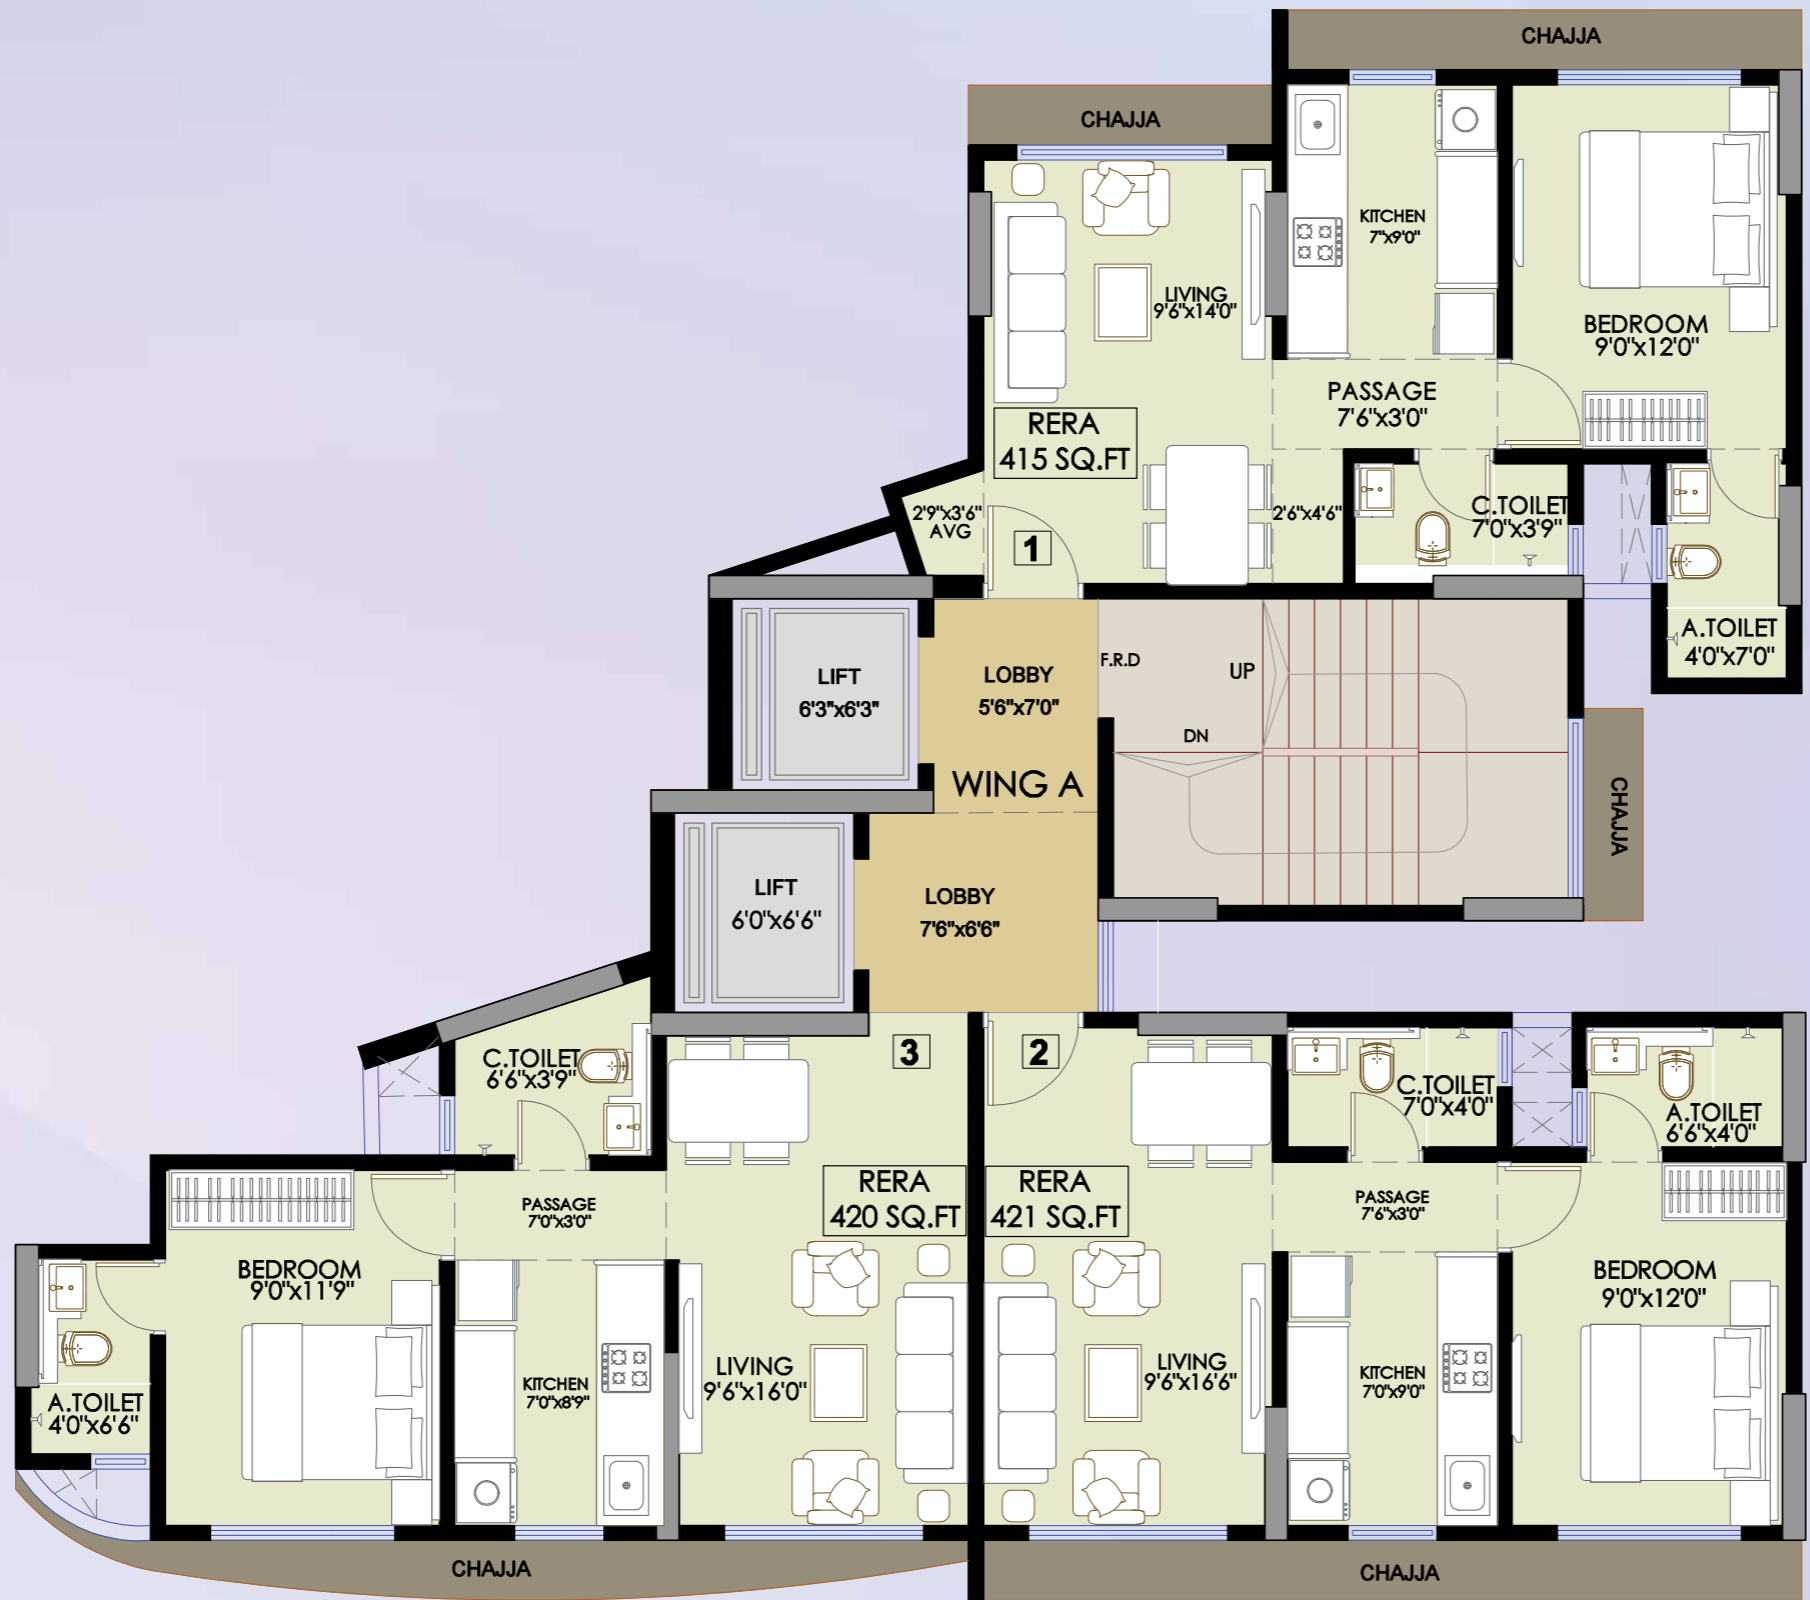 CHAJJA
CHAJJA
KITCHEN
7"x9'0"
LIVING
9'6"x14'0"
BEDROOM
9'0"x12'0"
PASSAGE
7'6"x3'0"
RERA
415 SQ.FT
2'9"x3'6"
AVG
1
2'6"x4'6"
C.TOILET
7'0"x3'9"
A.TOILET
4'0"x7'0"
LIFT
6'3"x6'3"
LOBBY
5'6"x7'0"
F.R.D
UP
DN
WING A
CHAJJA
LIFT
6'0"x6'6"
LOBBY
7'6"x6'6"
C.TOILET
6'6"x3'9"
3
2
C.TOILET
7'0"x4'0"
A.TOILET
6'6"x4'0"
PASSAGE
7'0"x3'0"
RERA
420 SQ.FT
RERA
421 SQ.FT
PASSAGE
7'6"x3'0"
BEDROOM
9'0"x11'9"
BEDROOM
9'0"x12'0"
A.TOILET
4'0"x6'6"
KITCHEN
7'0"x8'9"
LIVING
9'6"x16'0"
LIVING
9'6"x16'6"
KITCHEN
7'0"x9'0"
CHAJJA
CHAJJA